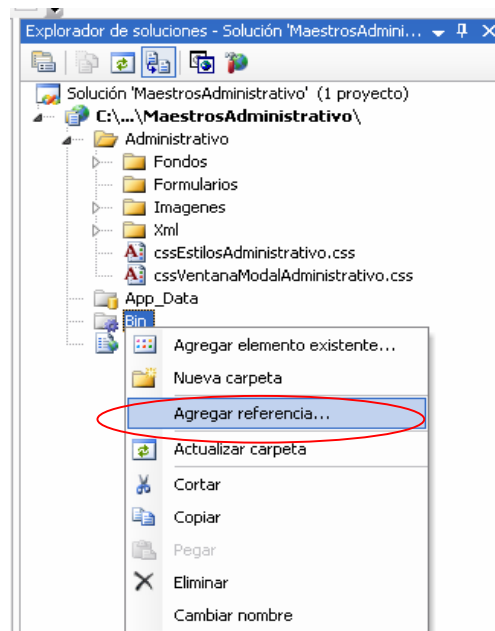 Explorador de soluciones - Solución 'MaestrosAdmini...
Solución 'MaestrosAdministrativo' (1 proyecto)
C:\...\MaestrosAdministrativo\
Administrativo
Fondos
Formularios
Imagenes
Xml
cssEstilosAdministrativo.css
cssVentanaModalAdministrativo.css
App_Data
Bin
Agregar elemento existente...
Nueva carpeta
Agregar referencia...
Actualizar carpeta
Cortar
Copiar
Pegar
Eliminar
Cambiar nombre